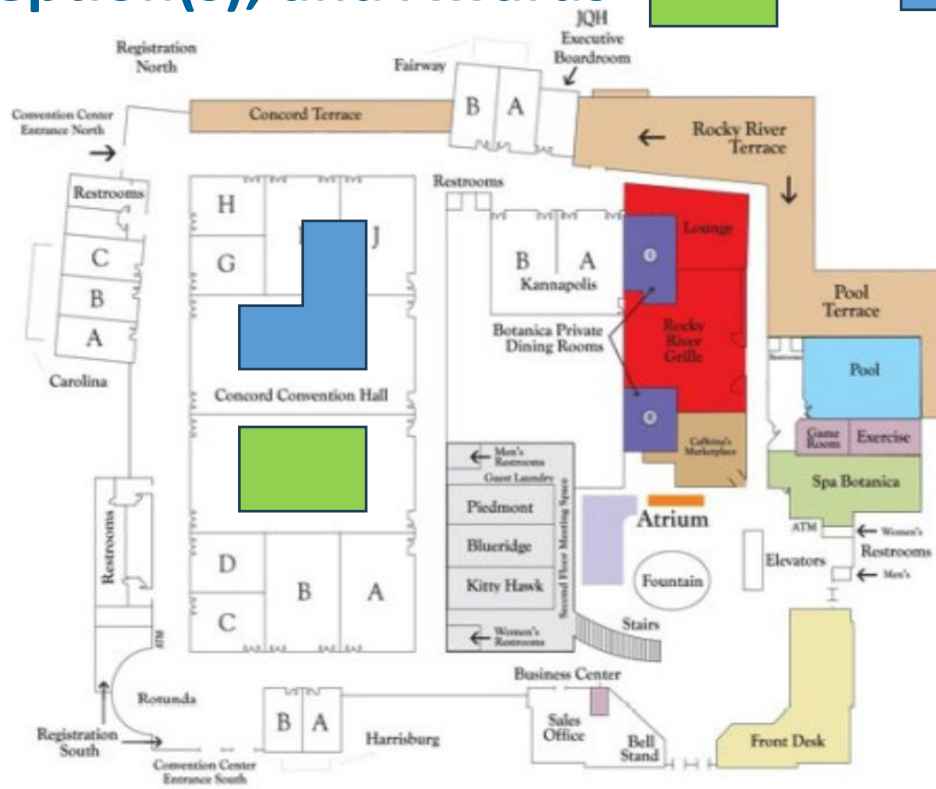 ption(s), and Awards
JQH
Executive
Boardroom
Registration
North
Fairway
B
A
Convention Center
Entrance North
Concord Terrace
Rocky River
Terrace
Restrooms
Restrooms
H
J
Lounge
G
C
B
A
B
A
Kannapolis
Pool
Terrace
Botanica Private
Dining Rooms
Rocky
River
Grille
Restrooms
Pool
Carolina
Concord Convention Hall
Game
Room
Exercise
Marketplace
Men's
Restrooms
Guest Laundry
Spa Botanica
Piedmont
Second Floor Meeting Space
Atrium
ATM
Women's
Restrooms
Men's
Restrooms
Blueridge
Elevators
D
B
A
Kitty Hawk
Fountain
C
Stairs
Women's
Restrooms
ATM
Business Center
Rotunda
B
A
Sales
Office
Registration
South
Harrisburg
Bell
Stand
Front Desk
Convention Center
Entrance South